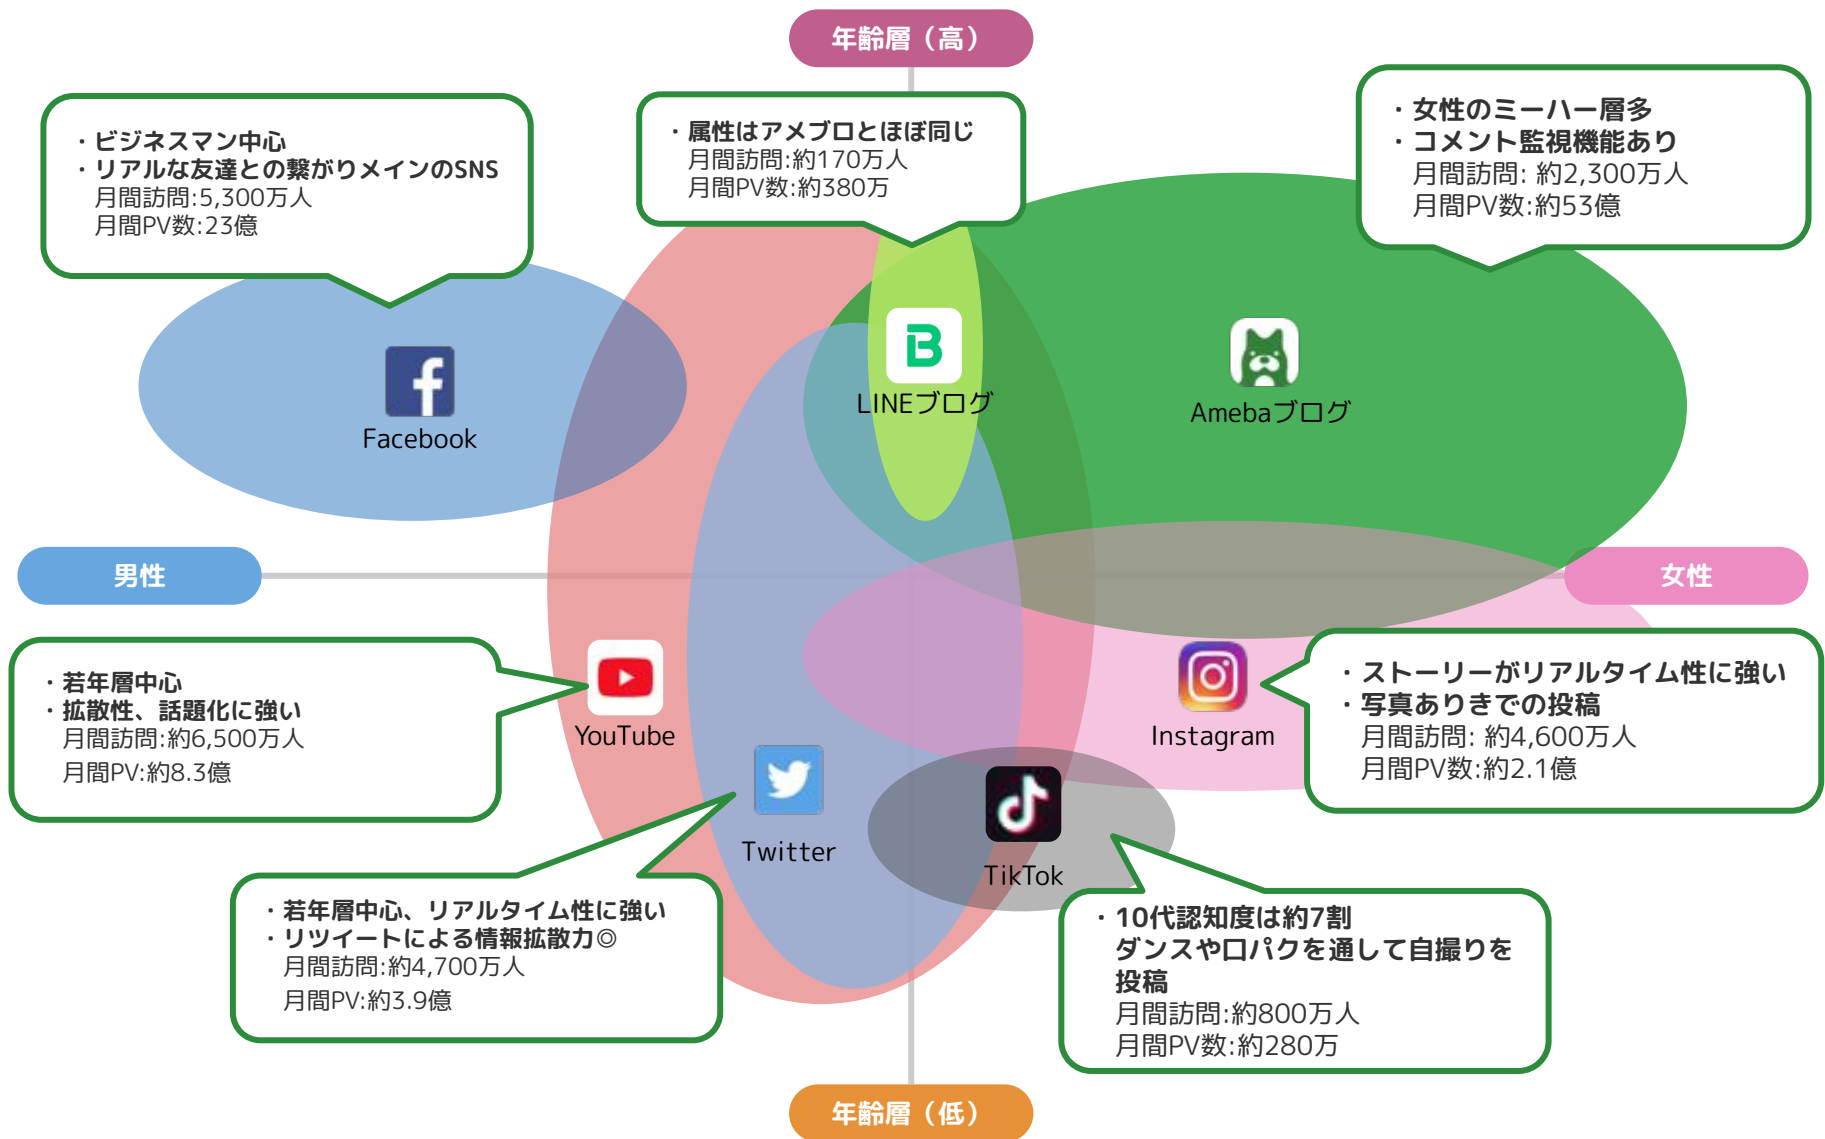 年齢層（高）
・ビジネスマン中心
・リアルな友達との繋がりメインのSNS
月間訪問:5,300万人
月間PV数:23億
・属性はアメブロとほぼ同じ
月間訪問:約170万人
月間PV数:約380万
・女性のミーハー層多
・コメント監視機能あり
月間訪問: 約2,300万人
月間PV数:約53億
Facebook
LINEブログ
Amebaブログ
男性
女性
・若年層中心
・拡散性、話題化に強い
月間訪問:約6,500万人
月間PV:約8.3億
YouTube
Instagram
・ストーリーがリアルタイム性に強い
・写真ありきでの投稿
月間訪問: 約4,600万人
月間PV数:約2.1億
Twitter
TikTok
・若年層中心、リアルタイム性に強い
・リツイートによる情報拡散力◎
月間訪問:約4,700万人
月間PV:約3.9億
・10代認知度は約7割
ダンスや口パクを通して自撮りを
投稿
月間訪問:約800万人
月間PV数:約280万
年齢層（低）